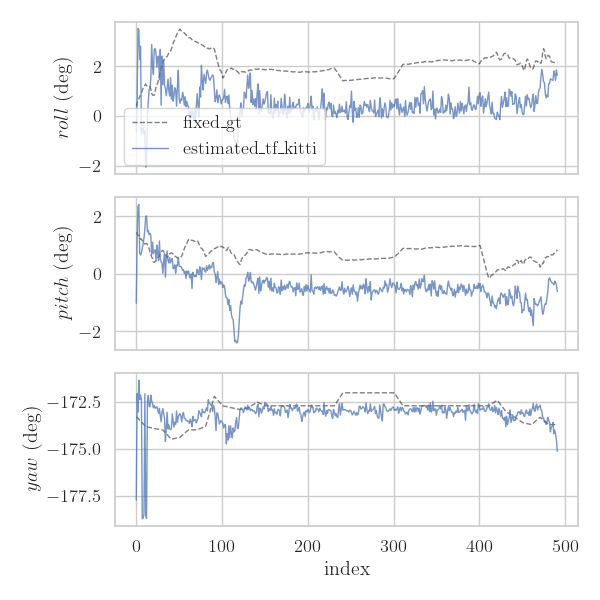 roll (deg)
2
0
−2
fixed_gt
estimated_tf_kitti
pitch (deg)
2
0
−2
yaw (deg)
−172.5
−175.0
−177.5
0 100 200 300 400 500
index